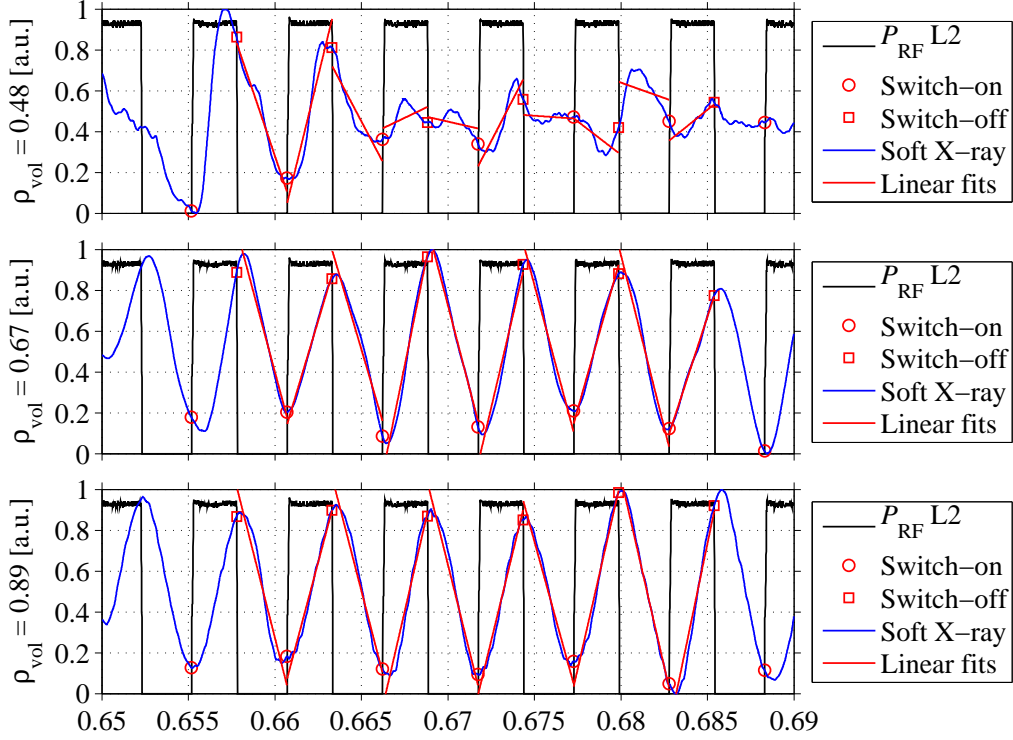 ρvol = 0.48 [a.u.]
1
0.8
0.6
0.4
0.2
0
PRF L2
Switch−on
Switch−off
Soft X−ray
Linear fits
ρvol = 0.67 [a.u.]
1
0.8
0.6
0.4
0.2
0
PRF L2
Switch−on
Switch−off
Soft X−ray
Linear fits
ρvol = 0.89 [a.u.]
1
0.8
0.6
0.4
0.2
0
PRF L2
Switch−on
Switch−off
Soft X−ray
Linear fits
0.65 0.655 0.66 0.665 0.67 0.675 0.68 0.685 0.69